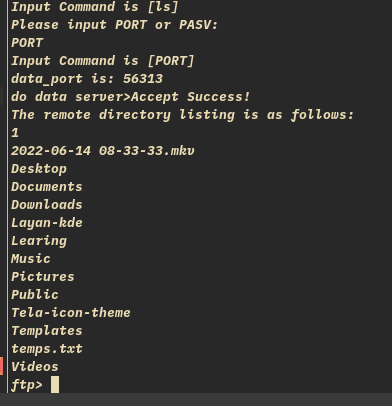 Input Command is [ls]
Please input PORT or PASV:
PORT
Input Command is [PORT]
data_port is: 56313
do data server>Accept Success!
The remote directory listing is as follows:
1
2022-06-14 08-33-33.mkv
Desktop
Documents
Downloads
Layan-kde
Learing
Music
Pictures
Public
Tela-icon-theme
Templates
temps.txt
Videos
ftp>